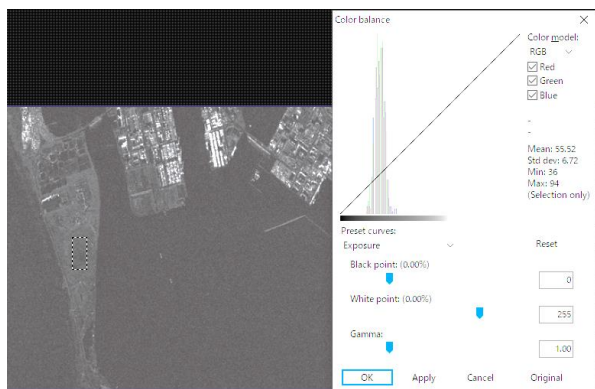 Color balance
Color model:
RGB
Red
Green
Blue
-
-
Mean: 55.52
Std dev: 6.72
Min: 36
Max: 94
(Selection only)
Preset curves:
Exposure
Reset
Black point: (0.00%)
0
White point: (0.00%)
255
Gamma:
1.00
OK
Apply
Cancel
Original